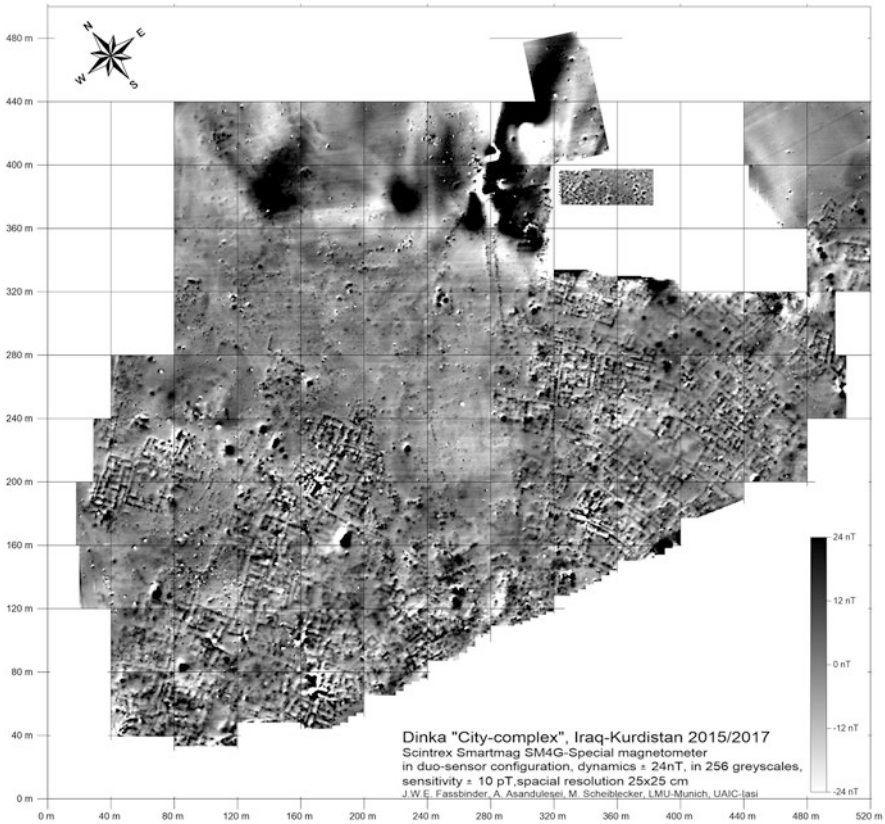 480 m
N
E
W
S
440 m
400 m
360 m
320 m
280 m
240 m
200 m
160 m
120 m
80 m
40 m
0 m
24 nT
12 nT
0 nT
-12 nT
-24 nT
Dinka "City-complex", Iraq-Kurdistan 2015/2017
Scintrex Smartmag SM4G-Special magnetometer
in duo-sensor configuration, dynamics ± 24nT, in 256 greyscales,
sensitivity ± 10 pT,spacial resolution 25x25 cm
J.W.E. Fassbinder, A. Asandulesei, M. Scheiblecker, LMU-Munich, UAIC-Iasi
0 m 40 m 80 m 120 m 160 m 200 m 240 m 280 m 320 m 360 m 400 m 440 m 480 m 520 m